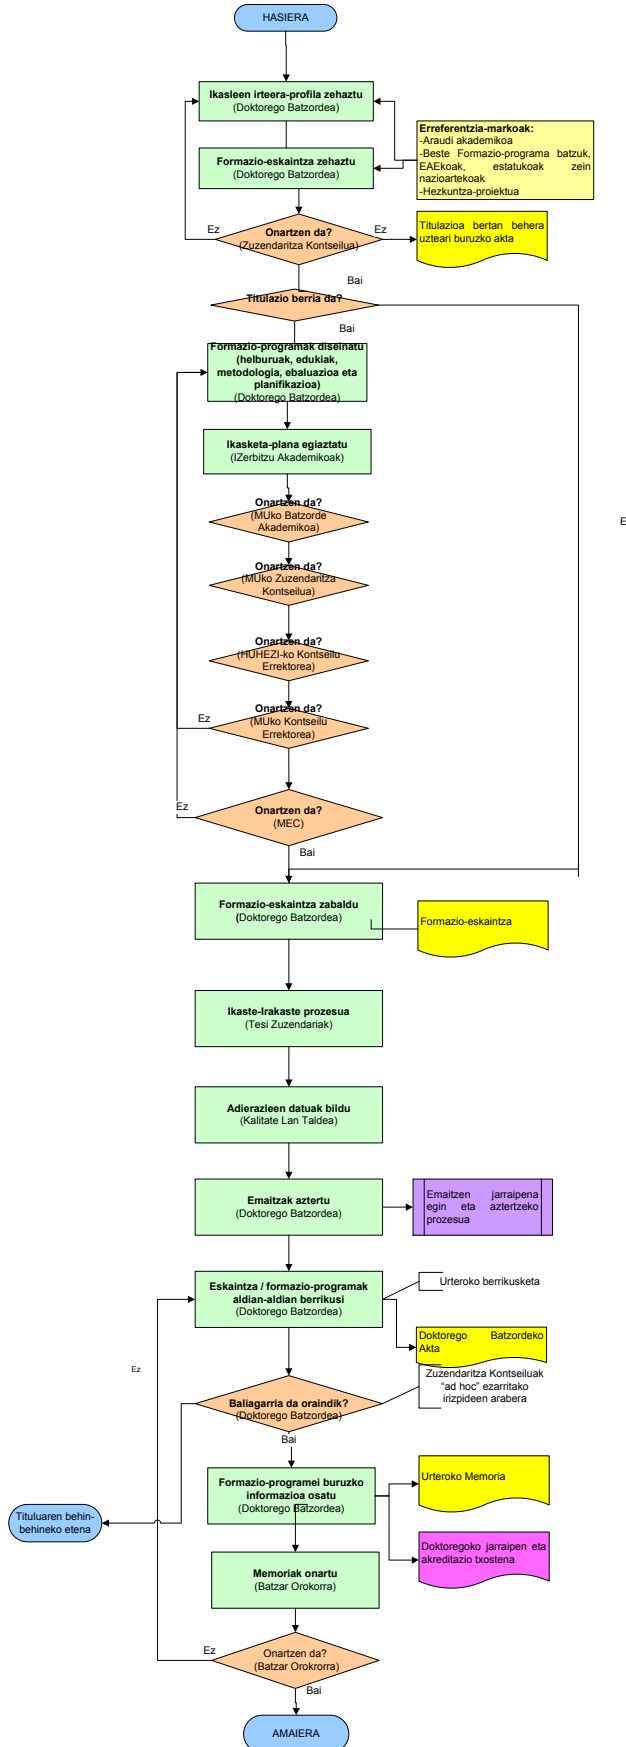 HASIERA
Ikasleen irteera-profila zehaztu
(Doktorego Batzordea)
Erreferentzia-markoak:
-Araudi akademikoa
-Beste Formazio-programa batzuk,
EAEkoak, estatukoak zein
nazioartekoak
-Hezkuntza-proiektua
Formazio-eskaintza zehaztu
(Doktorego Batzordea)
Ez
Onartzen da?
(Zuzendaritza Kontseilua)
Ez
Titulazioa bertan behera
uzteari buruzko akta
Bai
Titulazio berria da?
Bai
Formazio-programak diseinatu
(helburuak, edukiak,
metodologia, ebaluazioa eta
planifikazioa)
(Doktorego Batzordea)
Ikasketa-plana egiaztatu
(IZerbitzu Akademikoak)
Onartzen da?
(MUko Batzorde
Akademikoa)
E
Onartzen da?
(MUko Zuzendaritza
Kontseilua)
Onartzen da?
(HUHEZI-ko Kontseilu
Errektorea)
Ez
Onartzen da?
(MUko Kontseilu
Errektorea)
Ez
Onartzen da?
(MEC)
Bai
Formazio-eskaintza zabaldu
(Doktorego Batzordea)
Formazio-eskaintza
Ikaste-Irakaste prozesua
(Tesi Zuzendariak)
Adierazleen datuak bildu
(Kalitate Lan Taldea)
Emaitzak aztertu
(Doktorego Batzordea)
Emaitzen jarraipena
egin eta aztertzeko
prozesua
Eskaintza / formazio-programak
aldian-aldian berrikusi
(Doktorego Batzordea)
Urteroko berrikusketa
Doktorego Batzordeko
Akta
Ez
Baliagarria da oraindik?
(Doktorego Batzordea)
Zuzendaritza Kontseiluak
“ad hoc” ezarritako
irizpideen arabera
Bai
Formazio-programei buruzko
informazioa osatu
(Doktorego Batzordea)
Urteroko Memoria
Tituluaren behin-
behineko etena
Doktoregoko jarraipen eta
akreditazio txostena
Memoriak onartu
(Batzar Orokorra)
Ez
Onartzen da?
(Batzar Orokrorra)
Bai
AMAIERA